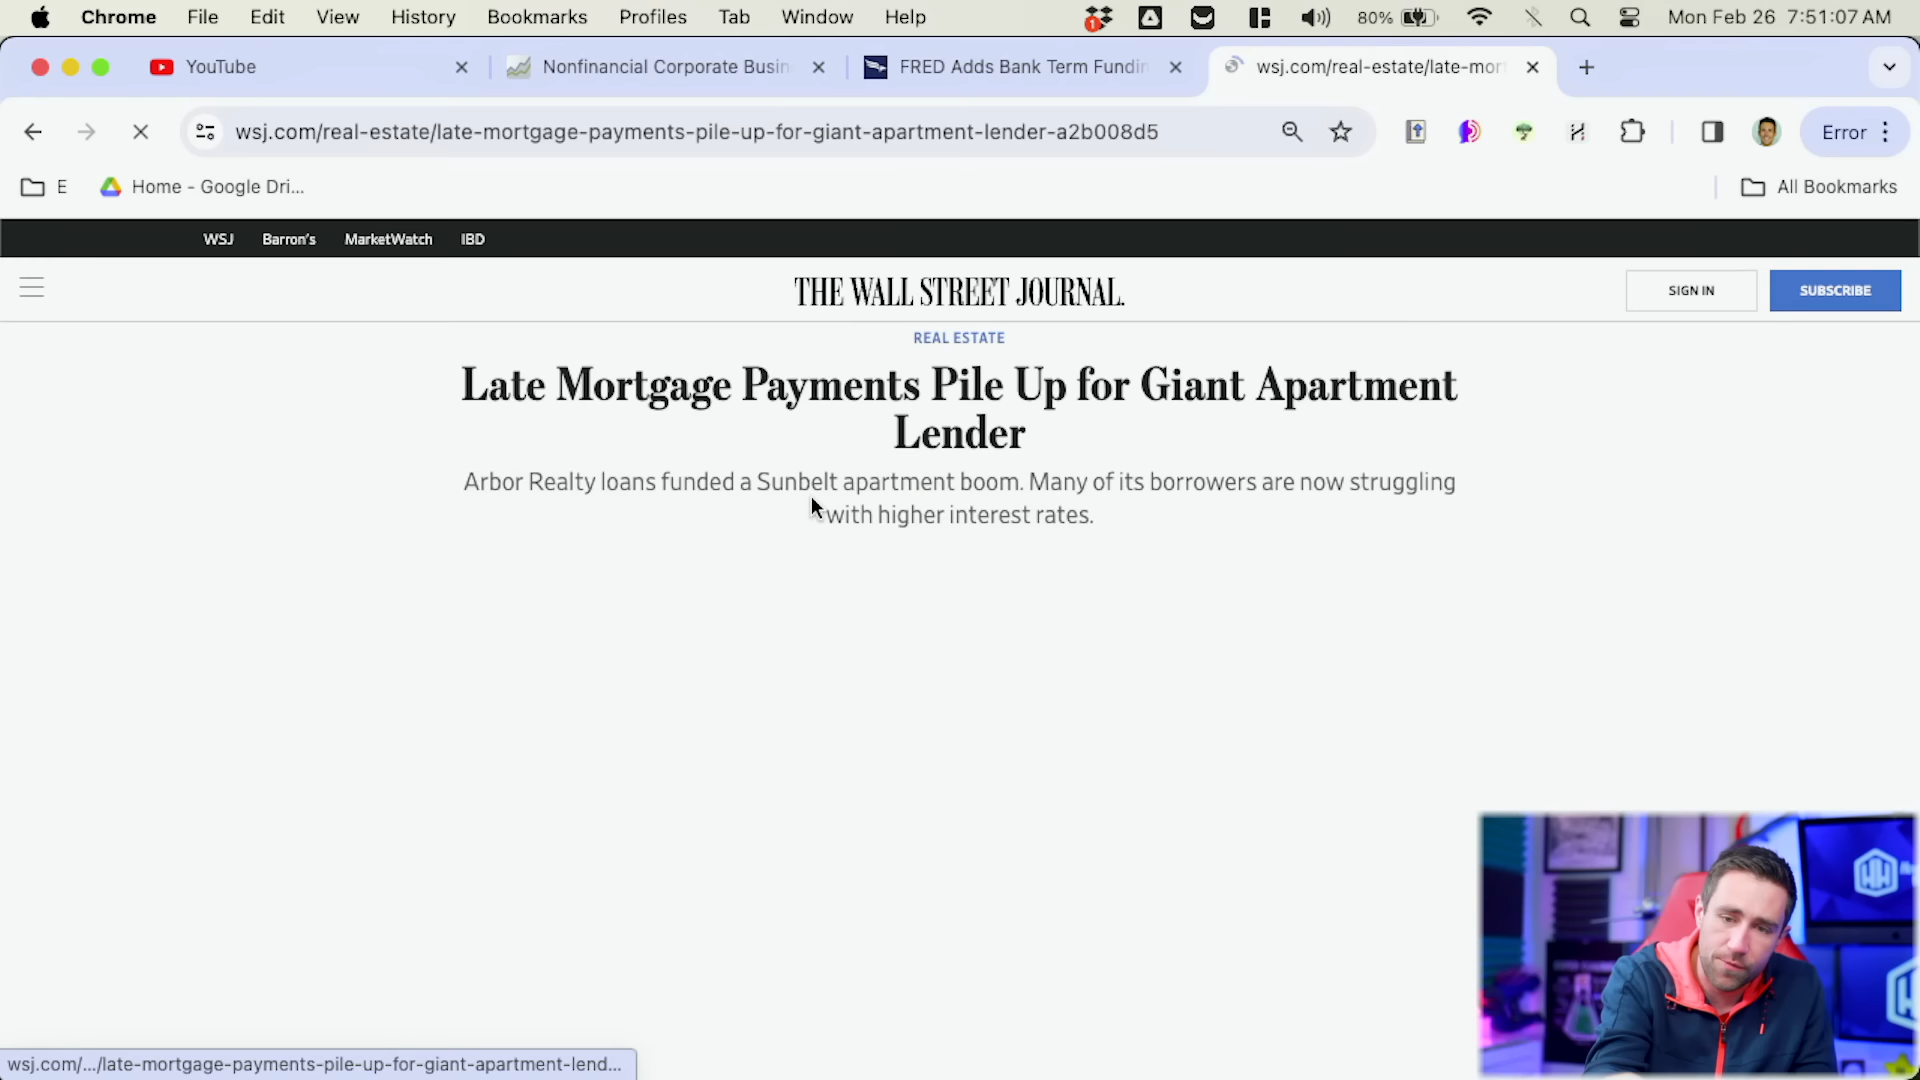 Chrome File Edit View History Bookmarks Profiles Tab Window Help 1 80% Mon Feb 26 7:51:07 AM
YouTube Nonfinancial Corporate Busin FRED Adds Bank Term Fundin wsj.com/real-estate/late-mor
wsj.com/real-estate/late-mortgage-payments-pile-up-for-giant-apartment-lender-a2b008d5 Error
E Home - Google Dri... All Bookmarks
WSJ Barron's MarketWatch IBD
THE WALL STREET JOURNAL. SIGN IN SUBSCRIBE
REAL ESTATE
Late Mortgage Payments Pile Up for Giant Apartment
Lender
Arbor Realty loans funded a Sunbelt apartment boom. Many of its borrowers are now struggling
with higher interest rates.
wsj.com/.../late-mortgage-payments-pile-up-for-giant-apartment-lend...